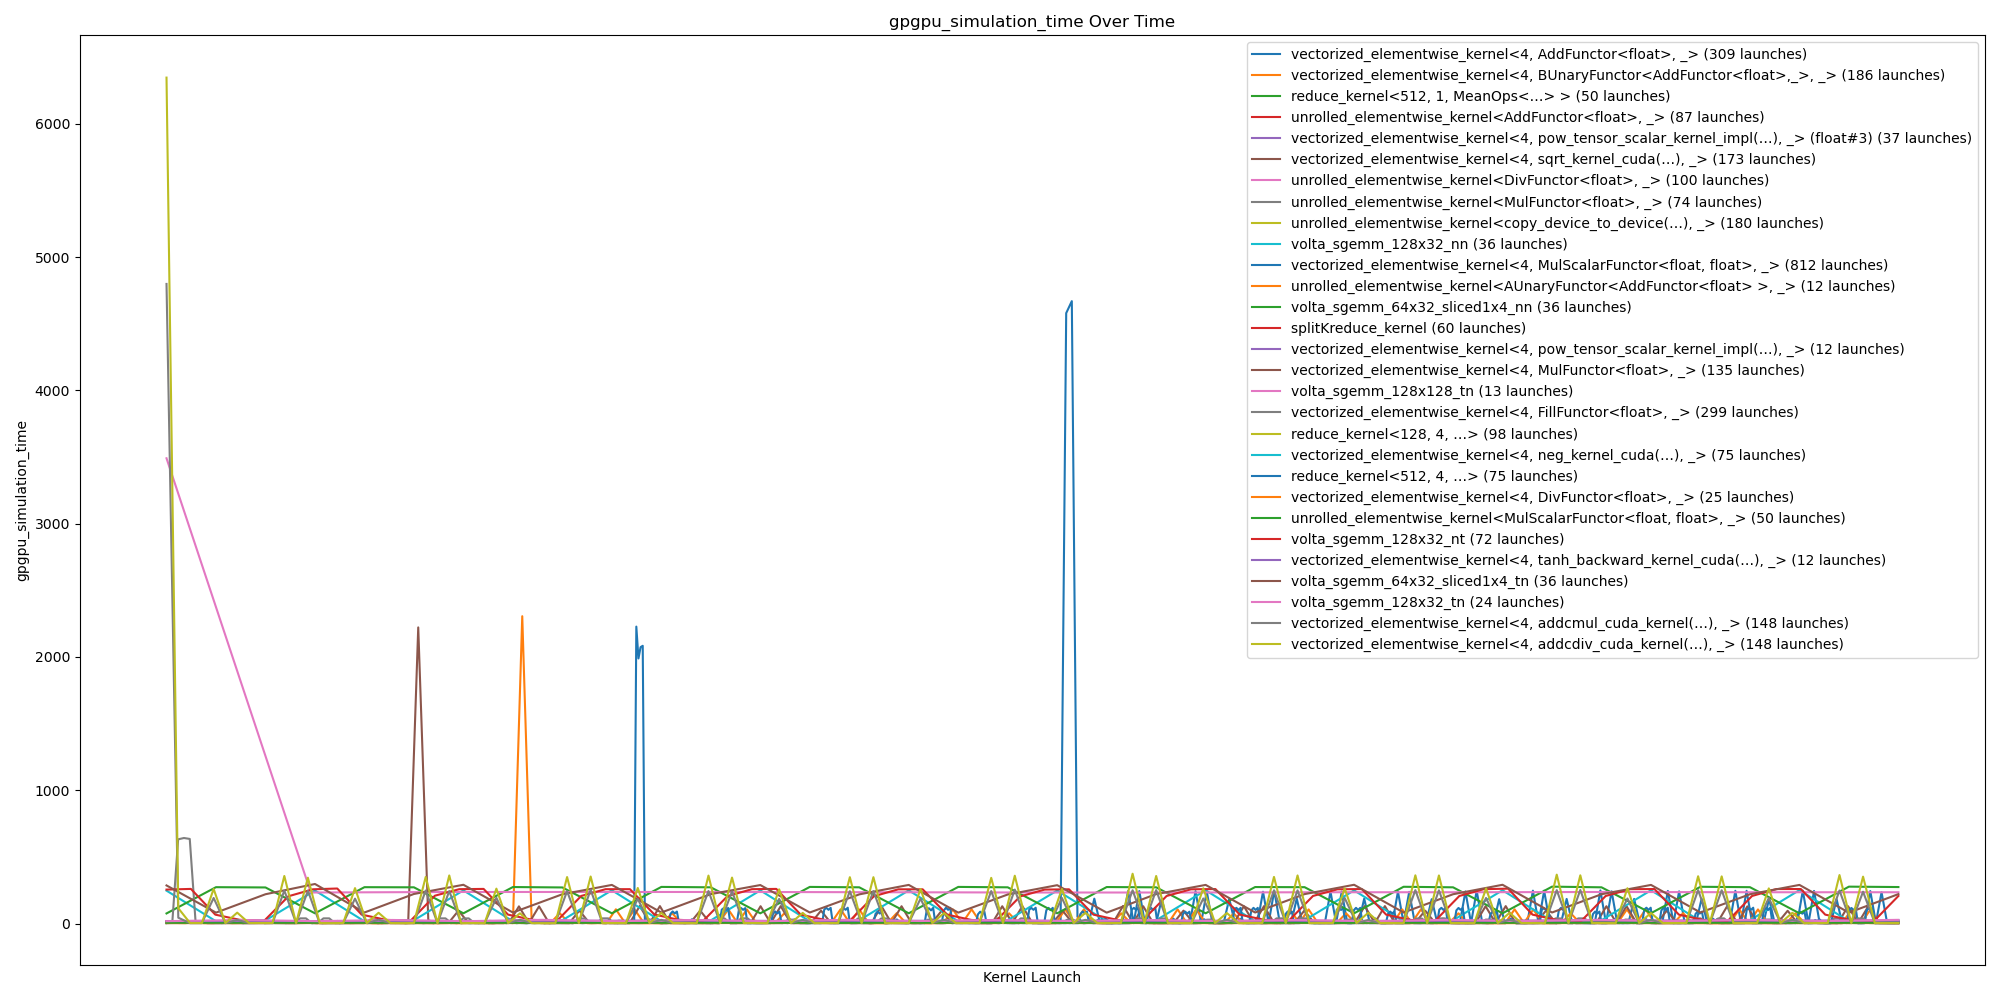 gpgpu_simulation_time Over Time
vectorized_elementwise_kernel<4, AddFunctor<float>, _> (309 launches)
vectorized_elementwise_kernel<4, BUnaryFunctor<AddFunctor<float>,_>, _> (186 launches)
reduce_kernel<512, 1, MeanOps<...> > (50 launches)
unrolled_elementwise_kernel<AddFunctor<float>, _> (87 launches)
vectorized_elementwise_kernel<4, pow_tensor_scalar_kernel_impl(...), _> (float#3) (37 launches)
vectorized_elementwise_kernel<4, sqrt_kernel_cuda(...), _> (173 launches)
unrolled_elementwise_kernel<DivFunctor<float>, _> (100 launches)
unrolled_elementwise_kernel<MulFunctor<float>, _> (74 launches)
unrolled_elementwise_kernel<copy_device_to_device(...), _> (180 launches)
volta_sgemm_128x32_nn (36 launches)
vectorized_elementwise_kernel<4, MulScalarFunctor<float, float>, _> (812 launches)
unrolled_elementwise_kernel<AUnaryFunctor<AddFunctor<float> >, _> (12 launches)
volta_sgemm_64x32_sliced1x4_nn (36 launches)
splitKreduce_kernel (60 launches)
vectorized_elementwise_kernel<4, pow_tensor_scalar_kernel_impl(...), _> (12 launches)
vectorized_elementwise_kernel<4, MulFunctor<float>, _> (135 launches)
volta_sgemm_128x128_tn (13 launches)
vectorized_elementwise_kernel<4, FillFunctor<float>, _> (299 launches)
reduce_kernel<128, 4, ...> (98 launches)
vectorized_elementwise_kernel<4, neg_kernel_cuda(...), _> (75 launches)
reduce_kernel<512, 4, ...> (75 launches)
vectorized_elementwise_kernel<4, DivFunctor<float>, _> (25 launches)
unrolled_elementwise_kernel<MulScalarFunctor<float, float>, _> (50 launches)
volta_sgemm_128x32_nt (72 launches)
vectorized_elementwise_kernel<4, tanh_backward_kernel_cuda(...), _> (12 launches)
volta_sgemm_64x32_sliced1x4_tn (36 launches)
volta_sgemm_128x32_tn (24 launches)
vectorized_elementwise_kernel<4, addcmul_cuda_kernel(...), _> (148 launches)
vectorized_elementwise_kernel<4, addcdiv_cuda_kernel(...), _> (148 launches)
6000
5000
4000
3000
2000
1000
0
gpgpu_simulation_time
Kernel Launch